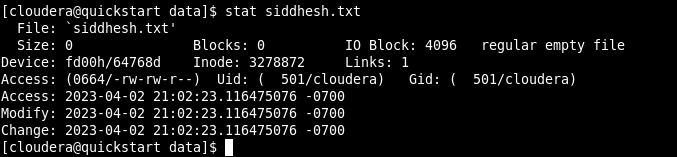 [cloudera@quickstart data]$ stat siddhesh.txt
  File: `siddhesh.txt'
  Size: 0               Blocks: 0          IO Block: 4096   regular empty file
Device: fd00h/64768d    Inode: 3278872     Links: 1
Access: (0664/-rw-rw-r--)  Uid: (  501/cloudera)   Gid: (  501/cloudera)
Access: 2023-04-02 21:02:23.116475076 -0700
Modify: 2023-04-02 21:02:23.116475076 -0700
Change: 2023-04-02 21:02:23.116475076 -0700
[cloudera@quickstart data]$